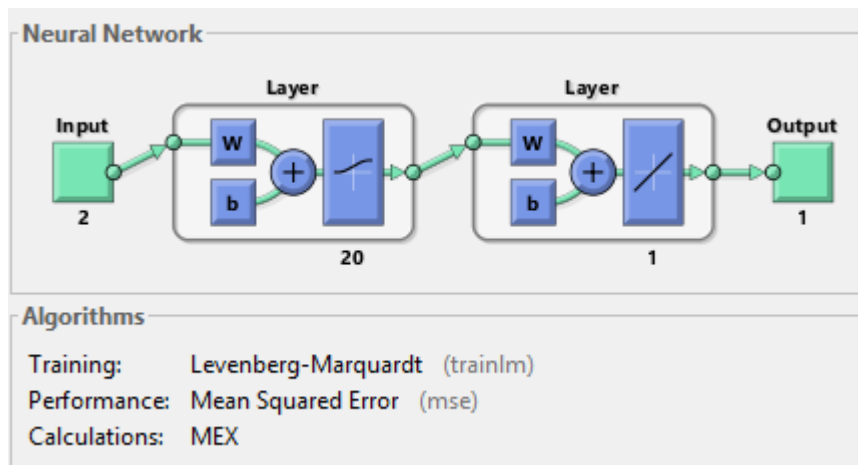 Neural Network
Layer Layer
Input W b + W b + Output
2 20 1 1
Algorithms
Training: Levenberg-Marquardt (trainlm)
Performance: Mean Squared Error (mse)
Calculations: MEX